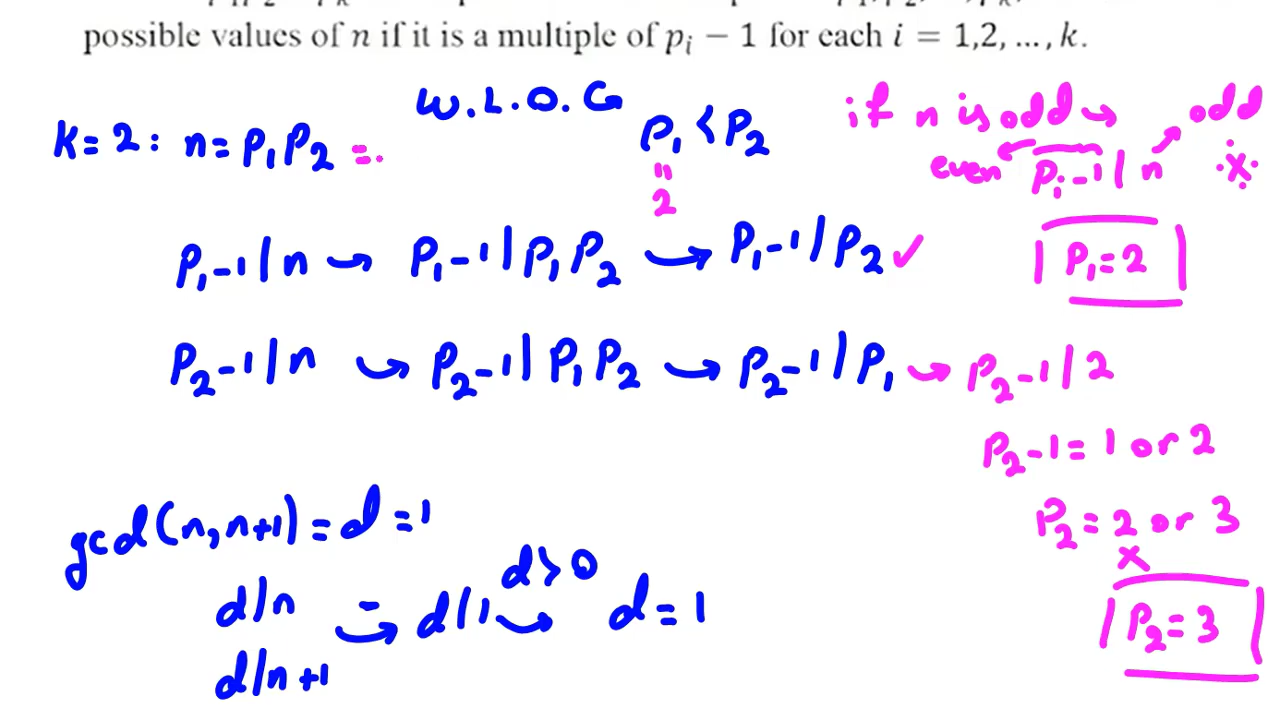 possible values of n if it is a multiple of pᵢ − 1 for each i = 1,2, ..., k.
W.L.O.G
if n is odd ↝ odd
k=2: n=P₁P₂ =.
P₁<P₂
even Pᵢ-1|n
=
2
P₁-1|n → P₁-1|P₁P₂ → P₁-1|P₂ ✓
P₁=2
P₂-1|n → P₂-1|P₁P₂ → P₂-1|P₁ → P₂-1|2
P₂-1=1 or 2
gcd(n,n+1)=d=1
P₂=2 or 3
×
d>0
d|n
- → d|1 → d=1
P₂=3
d|n+1